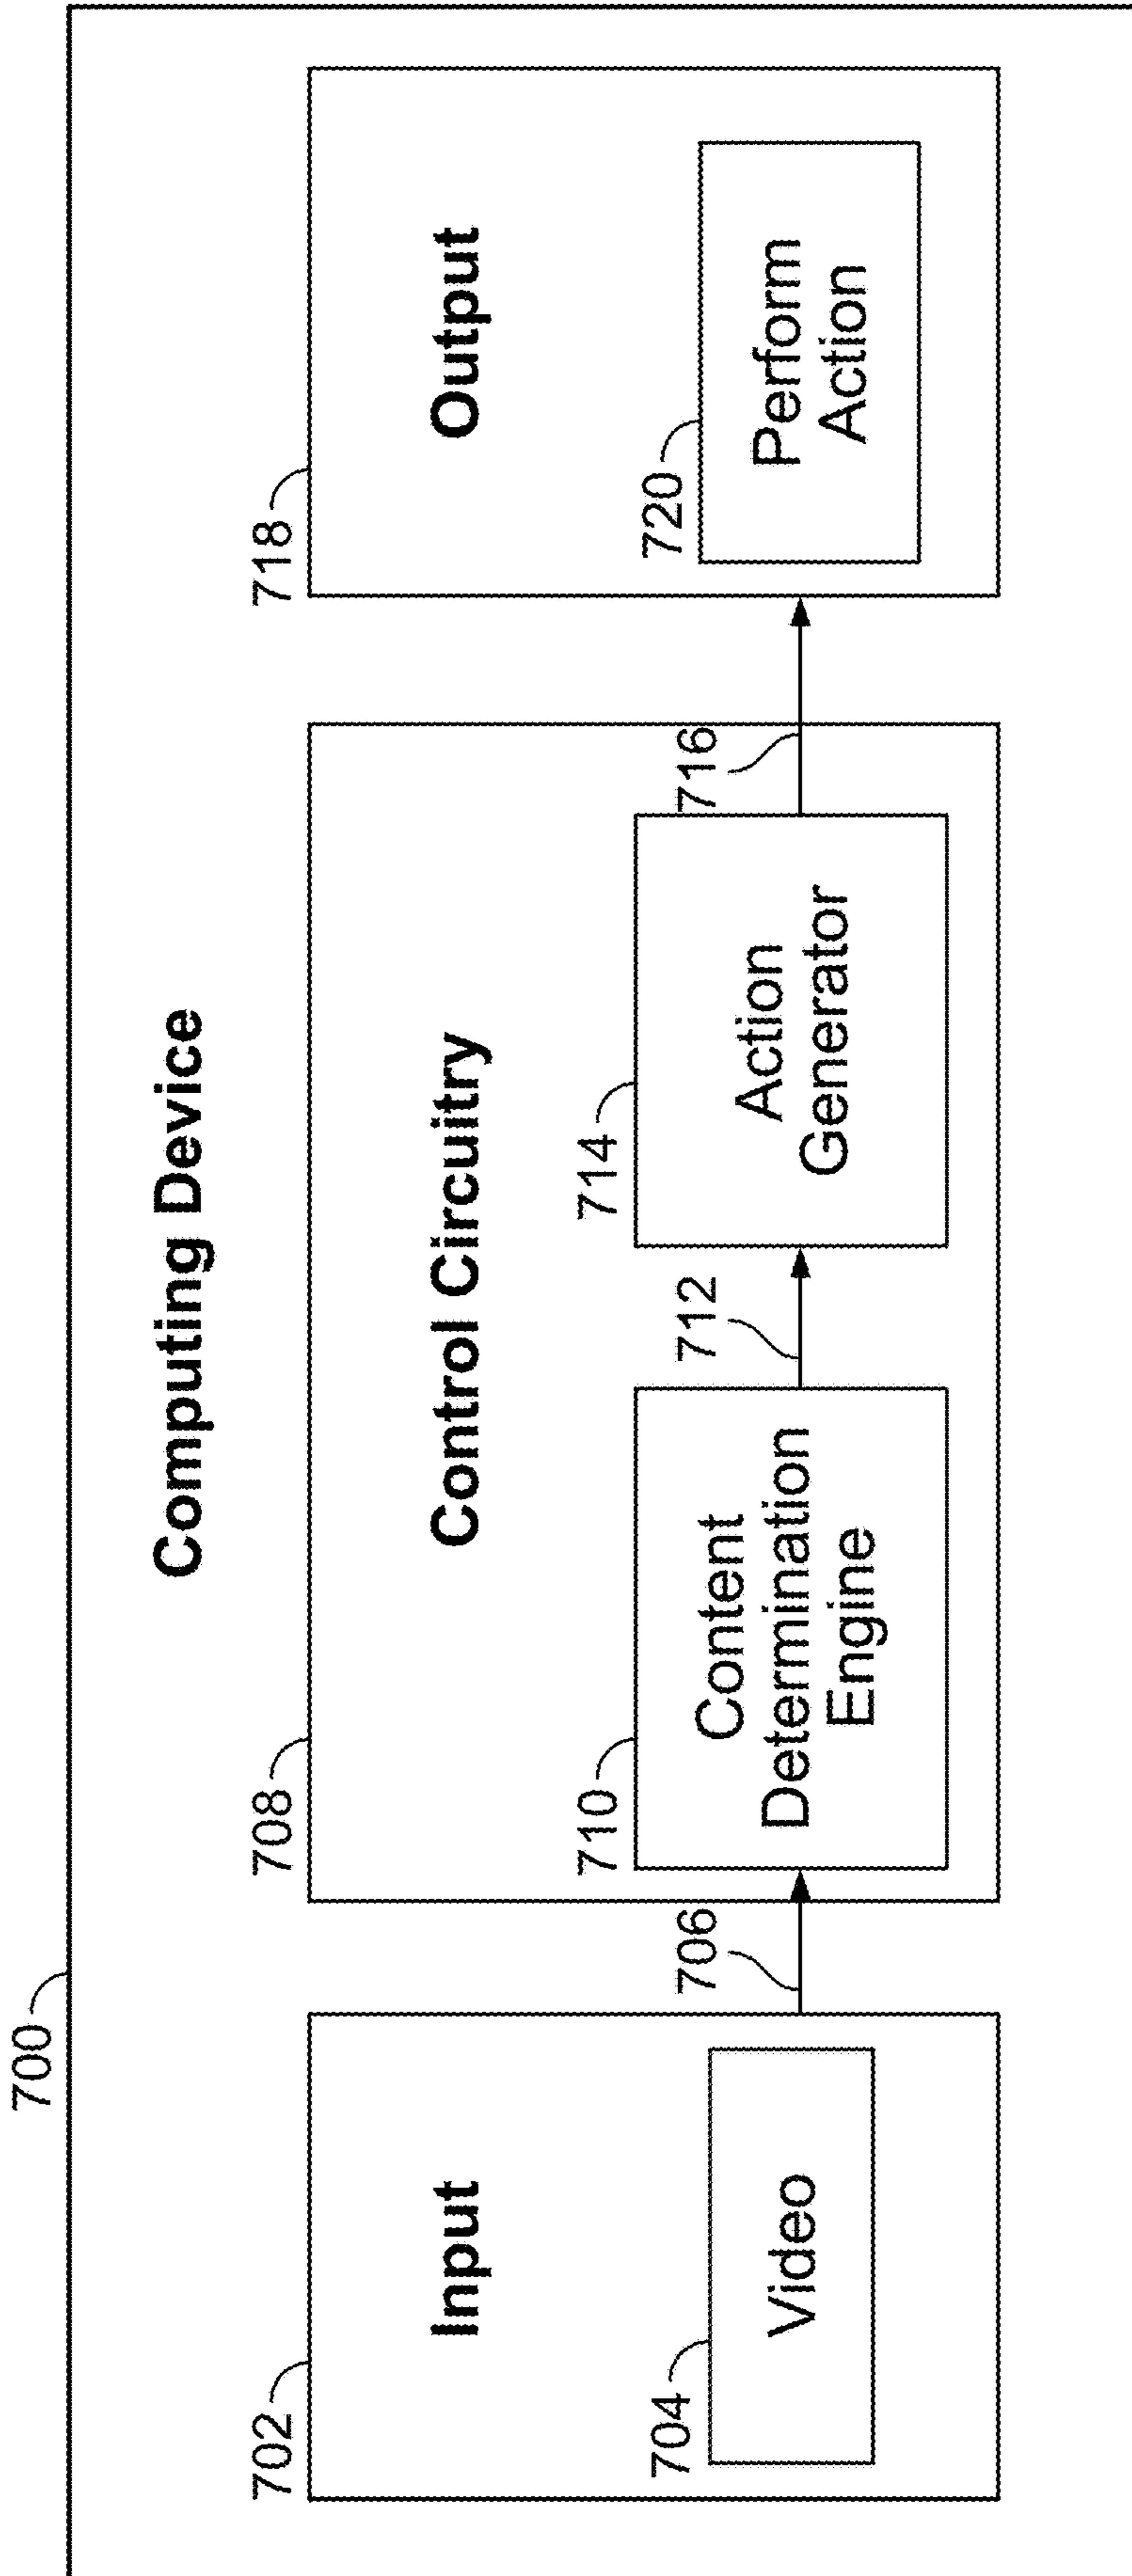 700
Computing Device
702
Input
704
Video
706
708
Control Circuitry
710
Content
Determination
Engine
712
714
Action
Generator
716
718
Output
720
Perform
Action